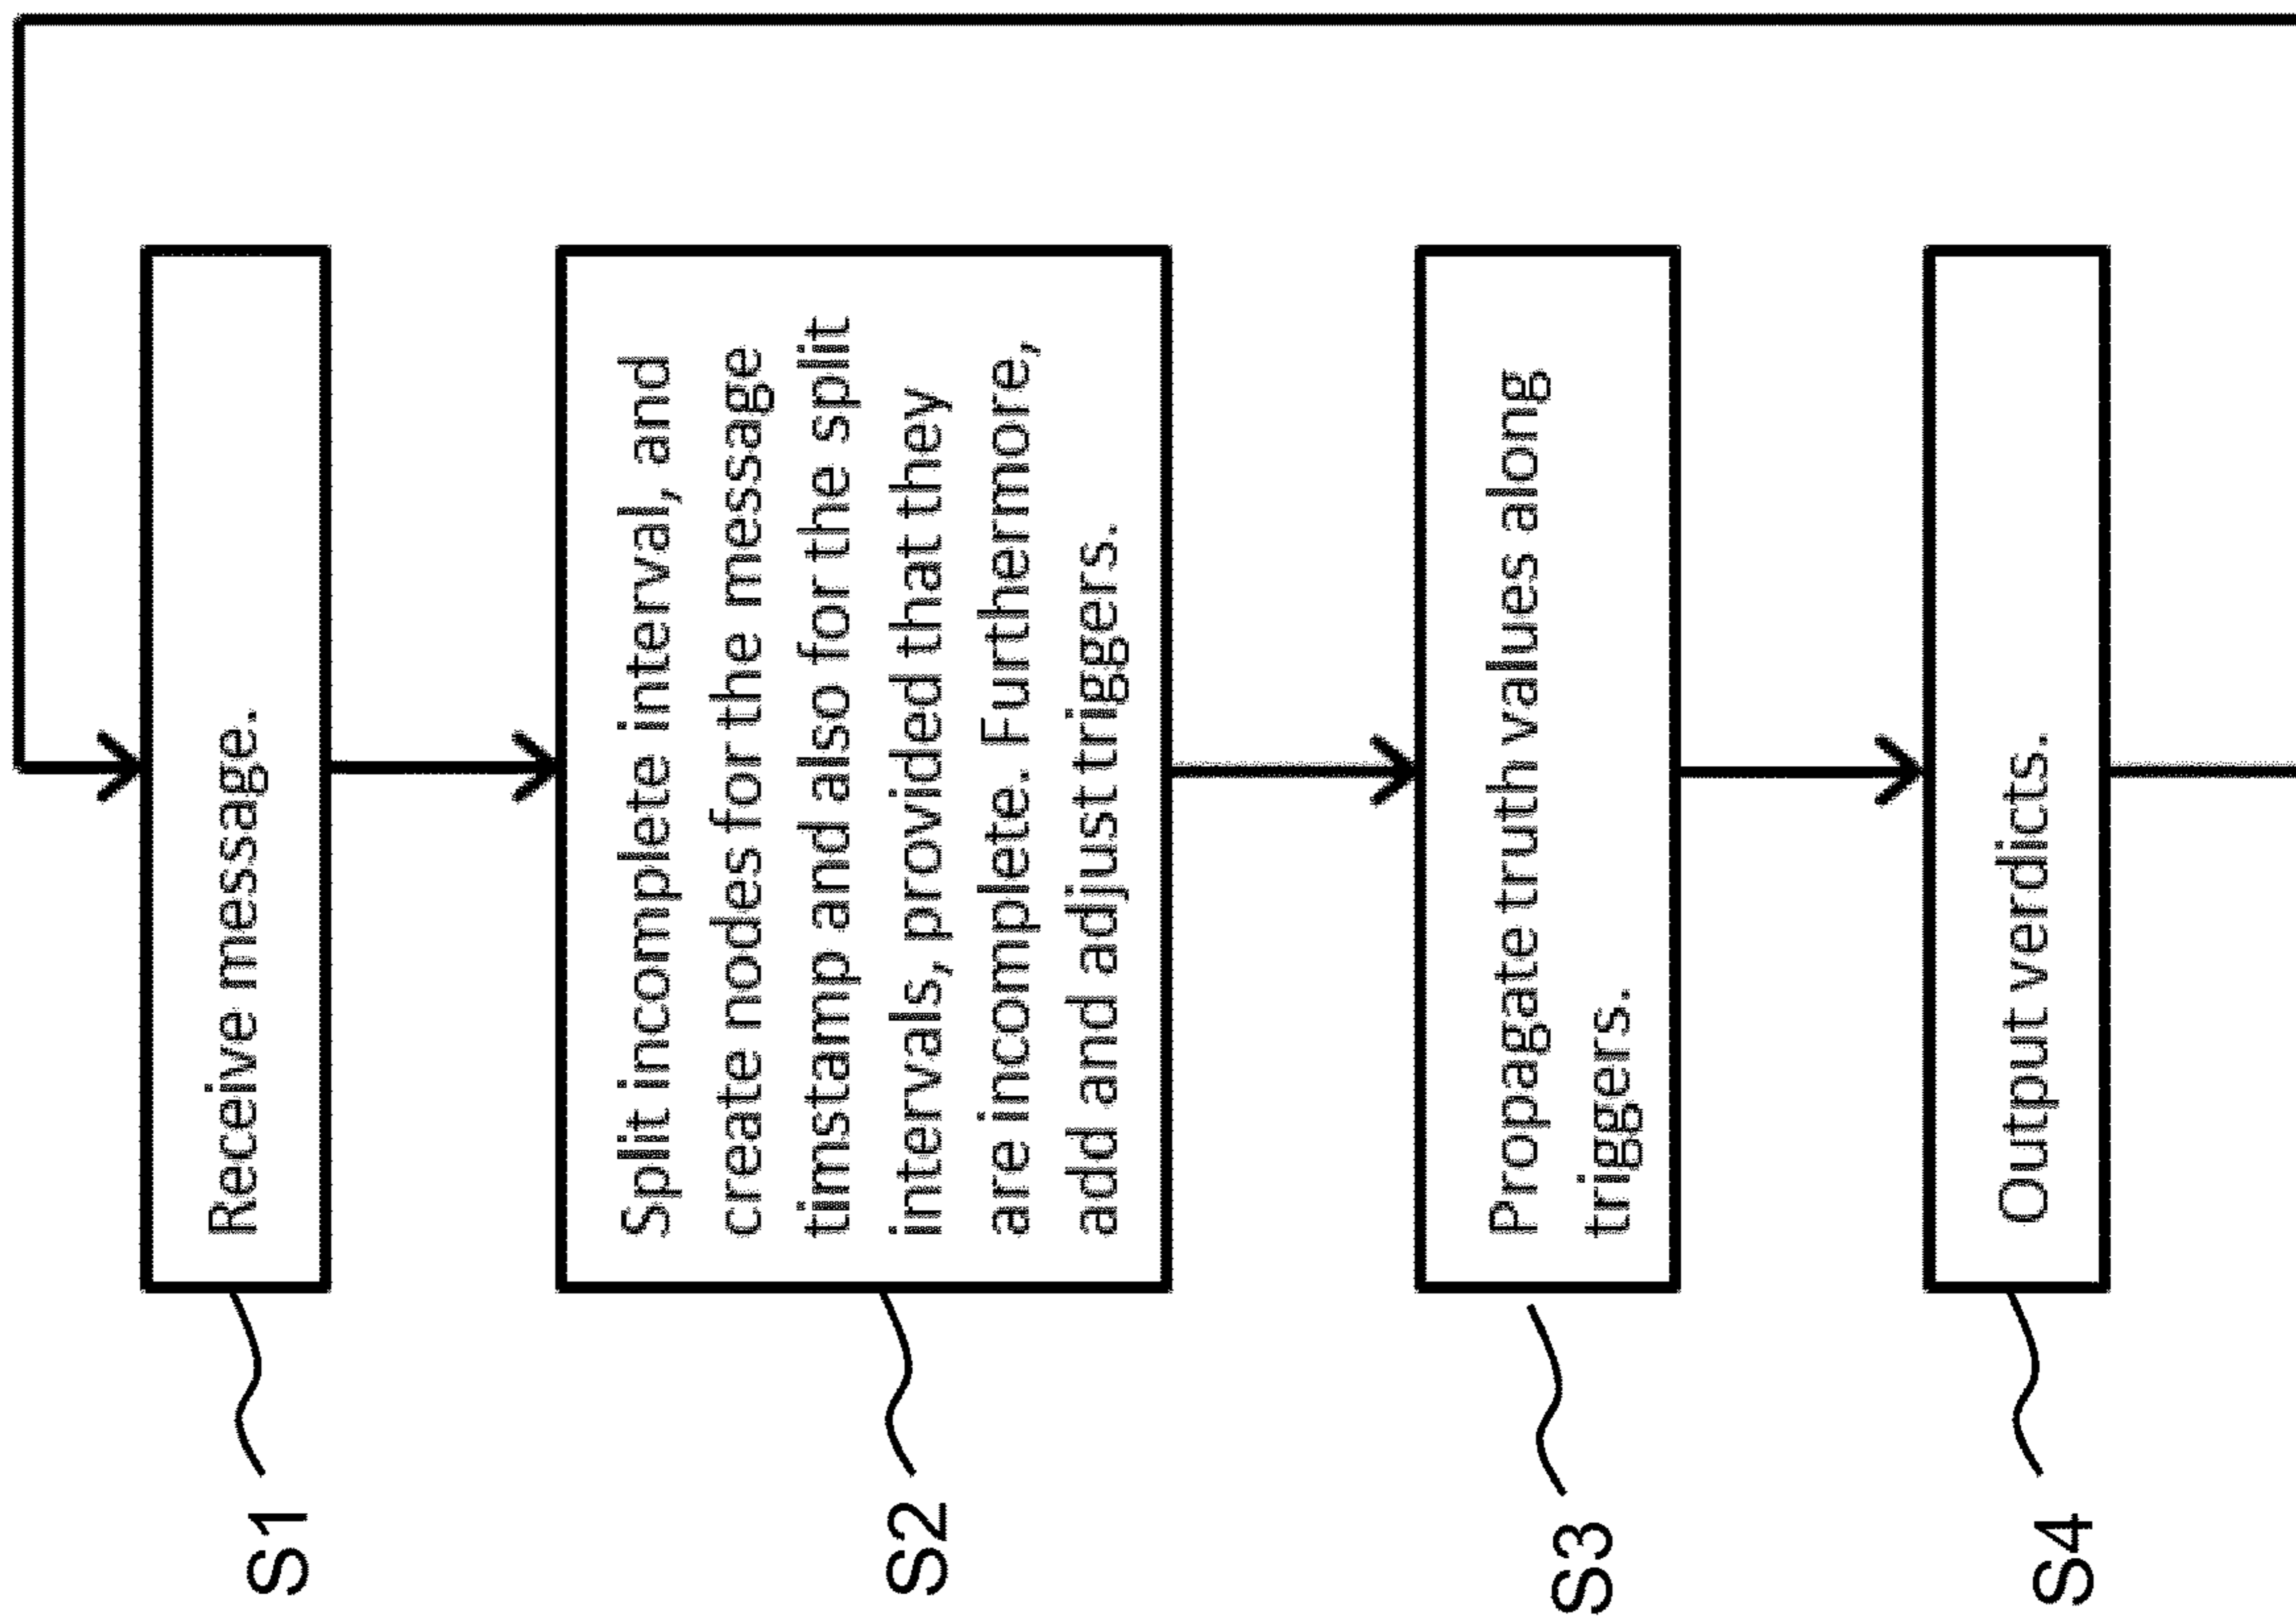 S1
Receive message.
S2
Split incomplete interval, and
create nodes for the message
timstamp and also for the split
intervals, provided that they
are incomplete. Furthermore,
add and adjust triggers.
S3
Propagate truth values along
triggers.
S4
Output verdicts.